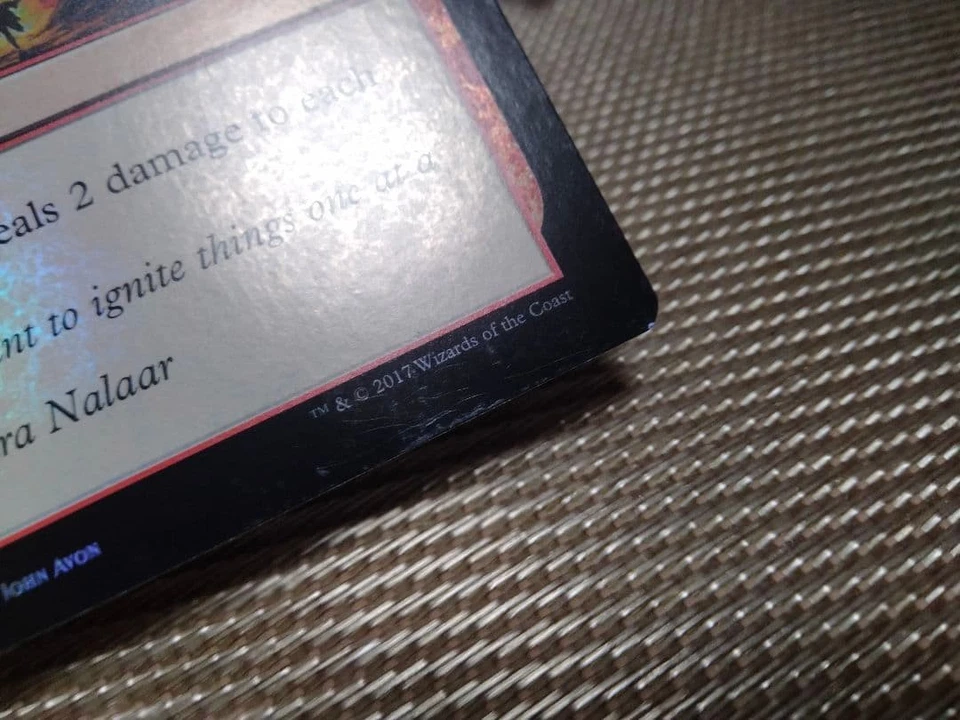 eals 2 damage to each
nt to ignite things one at a
ra Nalaar
™ & © 2017 Wizards of the Coast
JOHN AVON